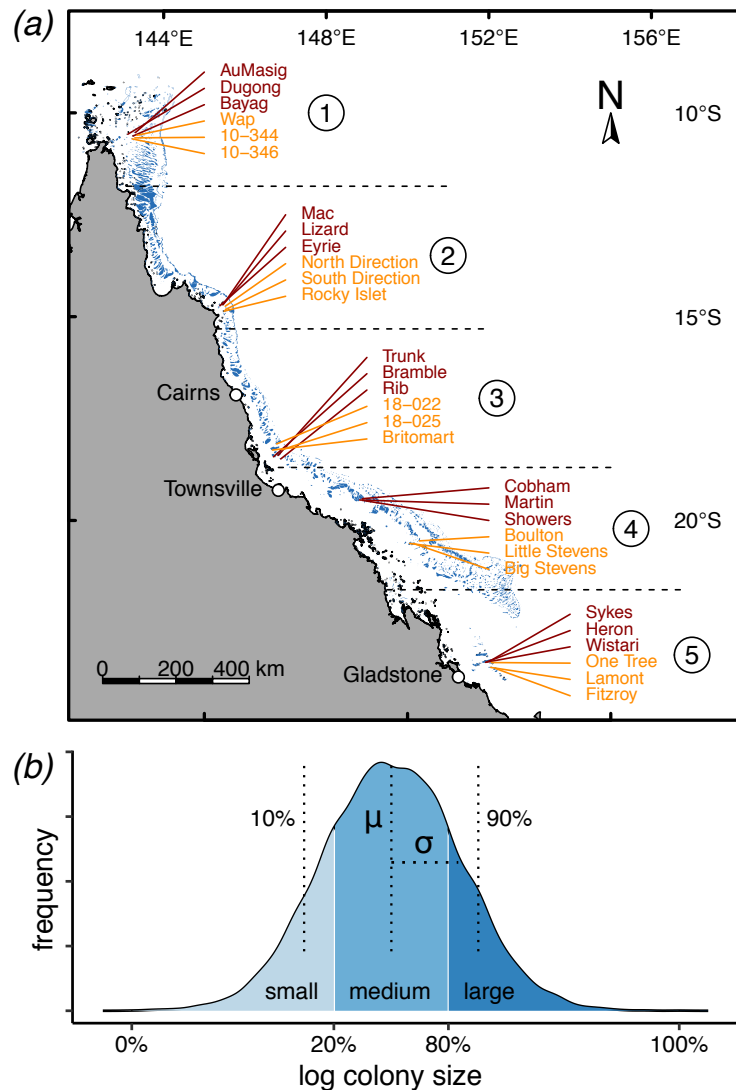 (a)
144°E 148°E 152°E 156°E
AuMasig
Dugong
Bayag
Wap
10–344
10–346
1
N
10°S
Mac
Lizard
Eyrie
North Direction
South Direction
Rocky Islet
2
15°S
Trunk
Bramble
Rib
18–022
18–025
Britomart
3
Cairns
Townsville
Cobham
Martin
Showers
Boulton
Little Stevens
Big Stevens
4
20°S
Sykes
Heron
Wistari
One Tree
Lamont
Fitzroy
5
0 200 400 km
Gladstone
(b)
frequency
10%
μ
σ
90%
small medium large
0% 20% 80% 100%
log colony size